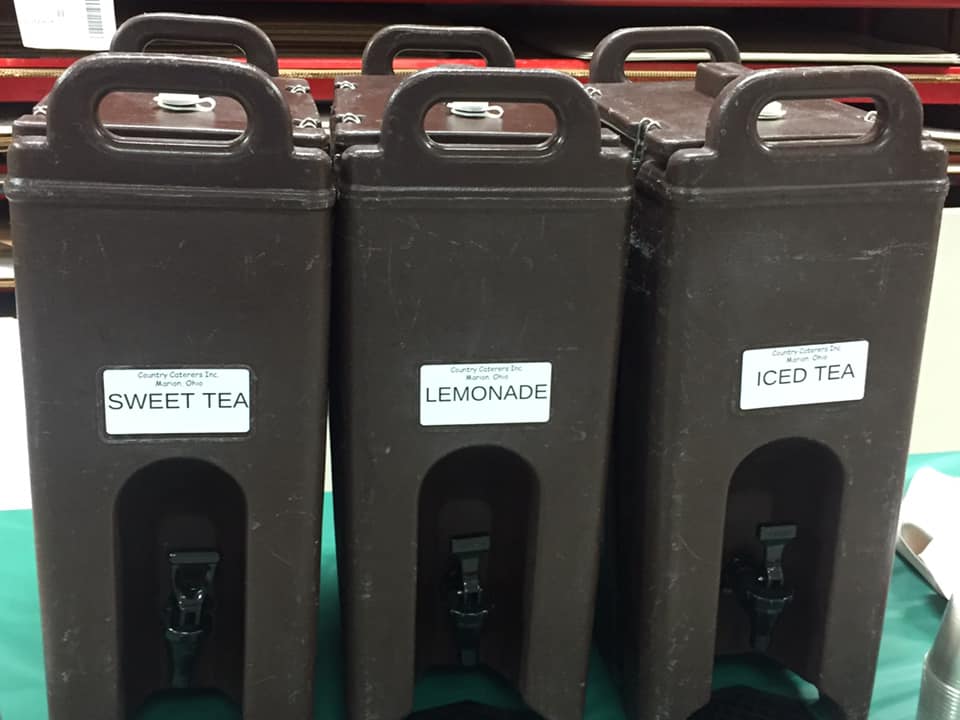 Country Caterers Inc.
Marion, Ohio
SWEET TEA
Country Caterers Inc.
Marion, Ohio
LEMONADE
Country Caterers Inc.
Marion, Ohio
ICED TEA